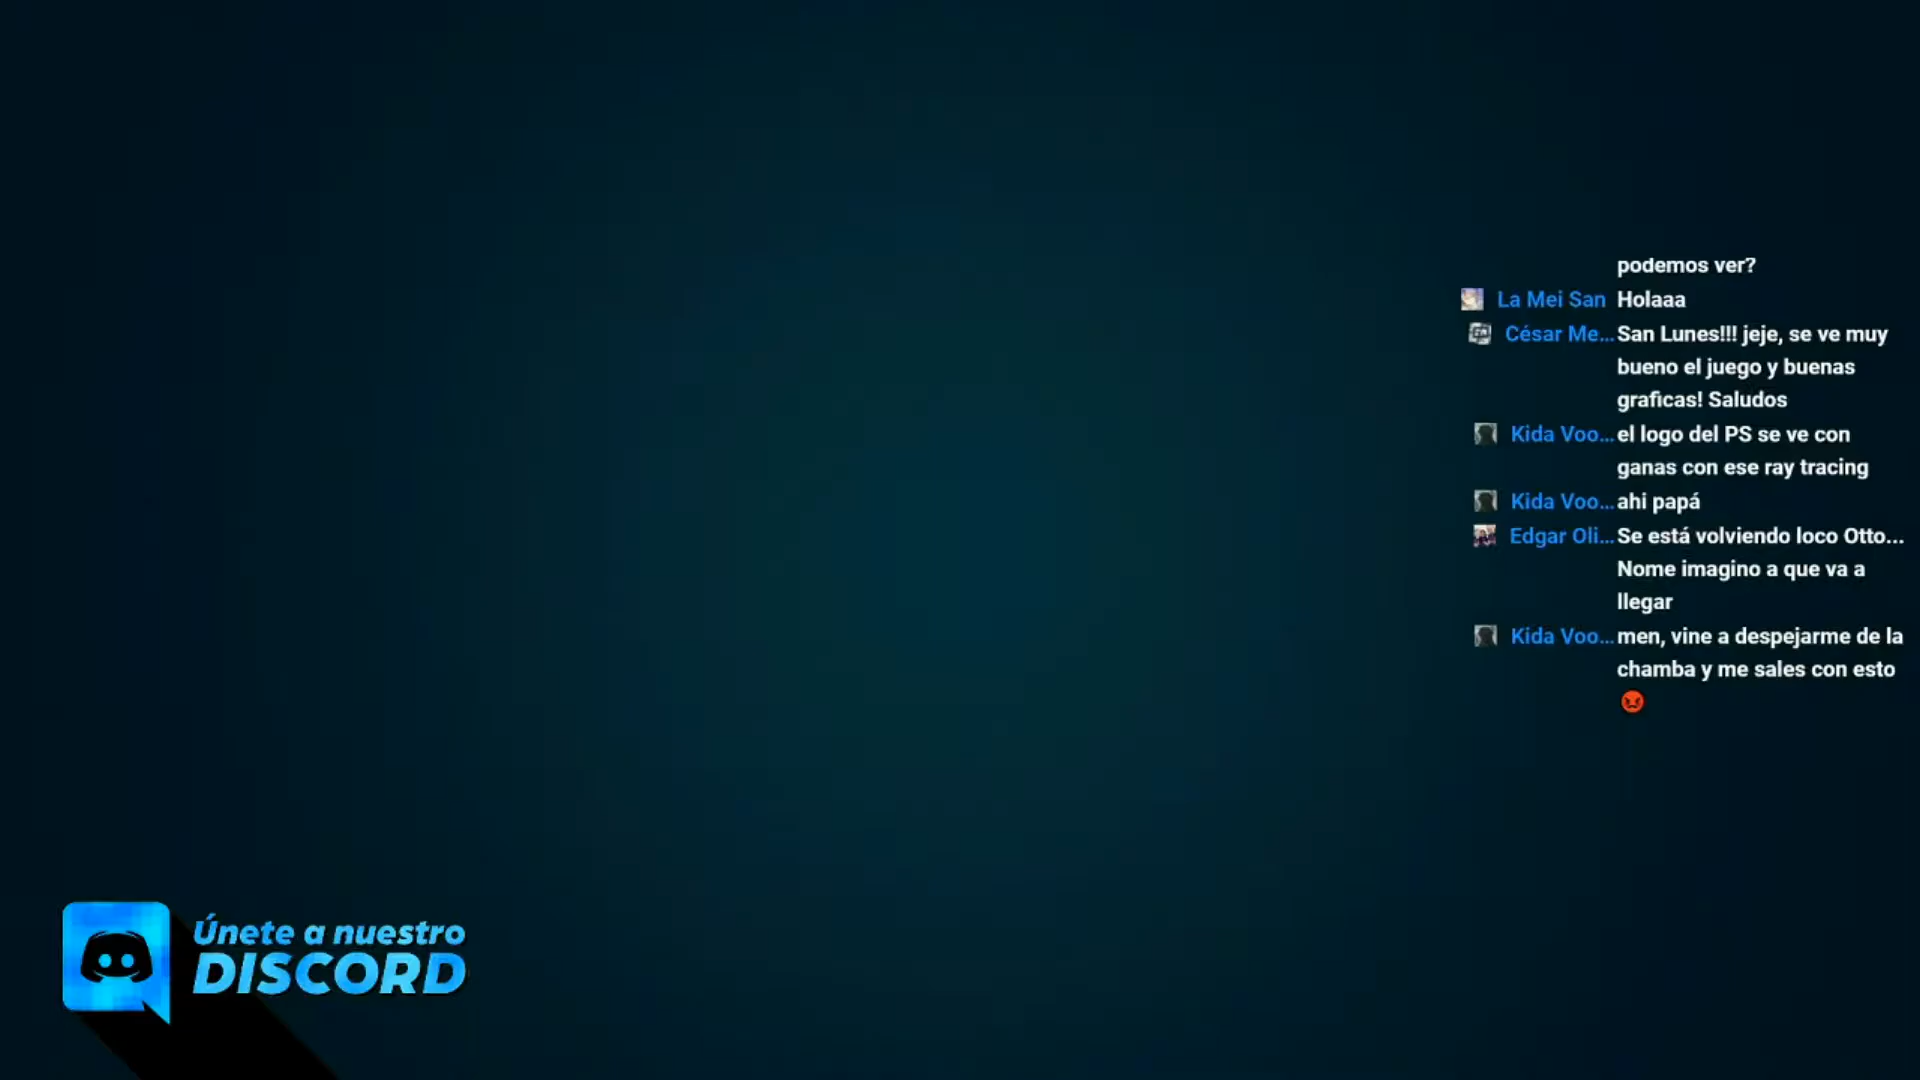 podemos ver?
La Mei San Holaaa
César Me... San Lunes!!! jeje, se ve muy
bueno el juego y buenas
graficas! Saludos
Kida Voo... el logo del PS se ve con
ganas con ese ray tracing
Kida Voo... ahi papá
Edgar Oli... Se está volviendo loco Otto...
Nome imagino a que va a
llegar
Kida Voo... men, vine a despejarme de la
chamba y me sales con esto
Únete a nuestro
DISCORD